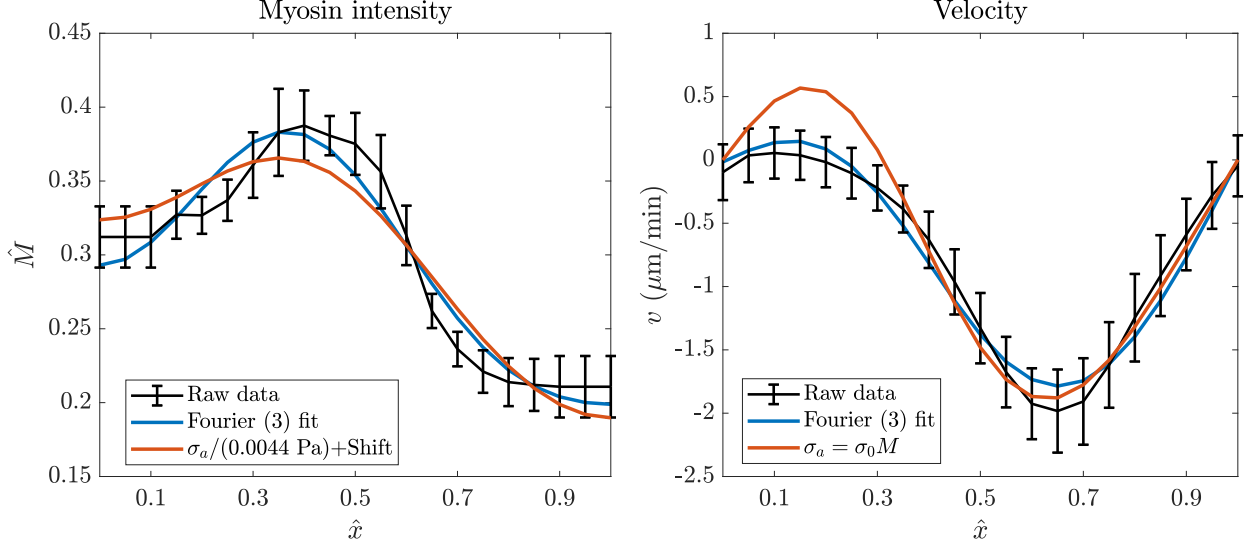 Myosin intensity
0.45
0.4
0.35
0.3
0.25
0.2
0.15
M̂
0.1 0.3 0.5 0.7 0.9
x̂
Raw data
Fourier (3) fit
σₐ/(0.0044 Pa)+Shift
Velocity
1
0.5
0
-0.5
-1
-1.5
-2
-2.5
v (μm/min)
0.1 0.3 0.5 0.7 0.9
x̂
Raw data
Fourier (3) fit
σₐ = σ₀M